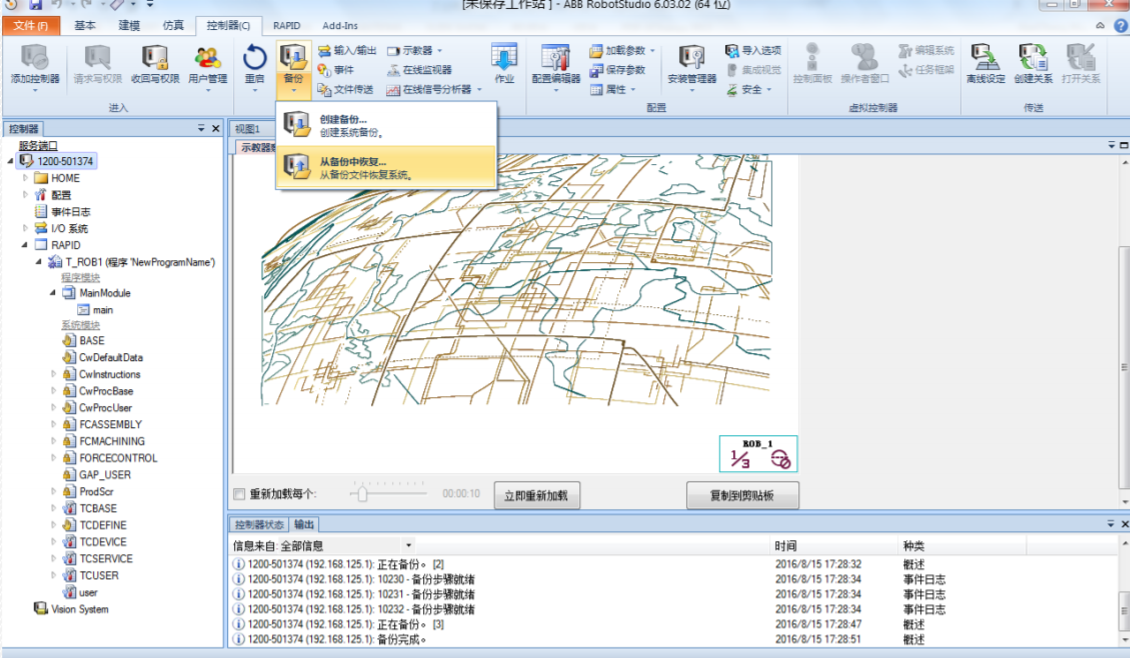 [未保存工作站] - ABB RobotStudio 6.03.02 (64 位)
文件(F) 基本 建模 仿真 控制器(C) RAPID Add-Ins
添加控制器 请求写权限 收回写权限 用户管理 重启 备份 输入/输出 示教器 作业 配置编辑器 加载参数 安装管理器 导入选项 控制面板 操作者窗口 编辑系统 离线设定 创建关系 打开关系
事件 在线监视器 保存参数 集成视觉 任务框架
文件传送 在线信号分析器 属性 安全
进入 配置 虚拟控制器 传送
创建备份...
创建系统备份。
从备份中恢复...
从备份文件恢复系统。
控制器 视图1
服务端口
1200-501374
HOME
配置
事件日志
I/O 系统
RAPID
T_ROB1 (程序 'NewProgramName')
程序模块
MainModule
main
系统模块
BASE
CwDefaultData
CwInstructions
CwProcBase
CwProcUser
FCASSEMBLY
FCMACHINING
FORCECONTROL
GAP_USER
ProdScr
TCBASE
TCDEFINE
TCDEVICE
TCSERVICE
TCUSER
user
Vision System
ROB_1
1/3
重新加载每个: 00:00:10 立即重新加载 复制到剪贴板
控制器状态 输出
信息来自: 全部信息 时间 种类
1200-501374 (192.168.125.1): 正在备份。 [2] 2016/8/15 17:28:32 概述
1200-501374 (192.168.125.1): 10230 - 备份步骤就绪 2016/8/15 17:28:34 事件日志
1200-501374 (192.168.125.1): 10231 - 备份步骤就绪 2016/8/15 17:28:34 事件日志
1200-501374 (192.168.125.1): 10232 - 备份步骤就绪 2016/8/15 17:28:34 事件日志
1200-501374 (192.168.125.1): 正在备份。 [3] 2016/8/15 17:28:47 概述
1200-501374 (192.168.125.1): 备份完成。 2016/8/15 17:28:51 概述